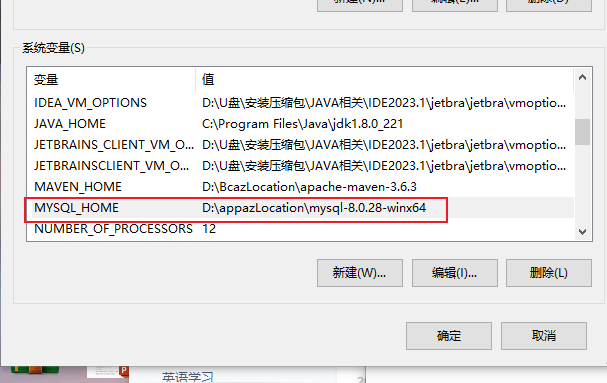 新建(N)...
编辑(E)...
删除(D)
系统变量(S)
变量 值
IDEA_VM_OPTIONS D:\U盘\安装压缩包\JAVA相关\IDE2023.1\jetbra\jetbra\vmoptio...
JAVA_HOME C:\Program Files\Java\jdk1.8.0_221
JETBRAINS_CLIENT_VM_O... D:\U盘\安装压缩包\JAVA相关\IDE2023.1\jetbra\jetbra\vmoptio...
JETBRAINSCLIENT_VM_O... D:\U盘\安装压缩包\JAVA相关\IDE2023.1\jetbra\jetbra\vmoptio...
MAVEN_HOME D:\BcazLocation\apache-maven-3.6.3
MYSQL_HOME D:\appazLocation\mysql-8.0.28-winx64
NUMBER_OF_PROCESSORS 12
新建(W)...
编辑(I)...
删除(L)
确定
取消
P
英语学习